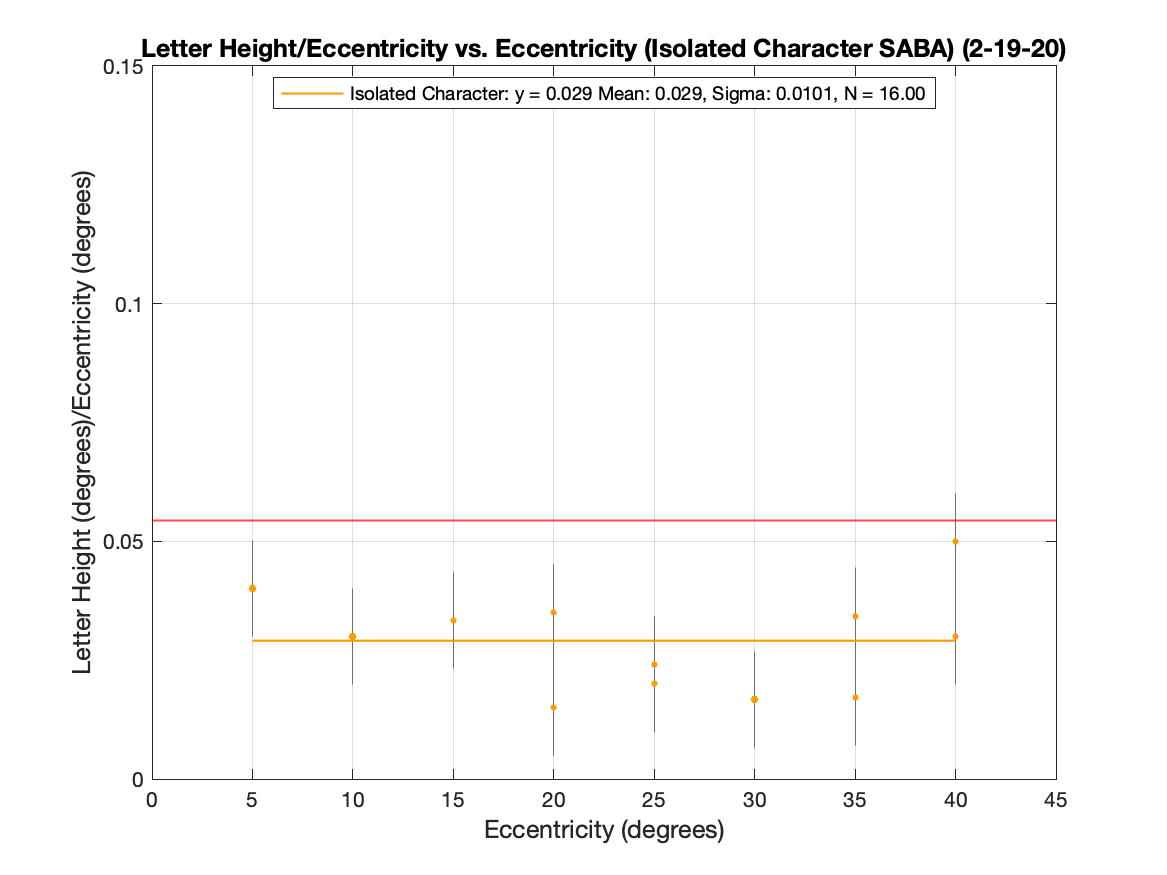 Letter Height/Eccentricity vs. Eccentricity (Isolated Character SABA) (2-19-20)
Isolated Character: y = 0.029 Mean: 0.029, Sigma: 0.0101, N = 16.00
Letter Height (degrees)/Eccentricity (degrees)
0.15
0.1
0.05
0
0 5 10 15 20 25 30 35 40 45
Eccentricity (degrees)